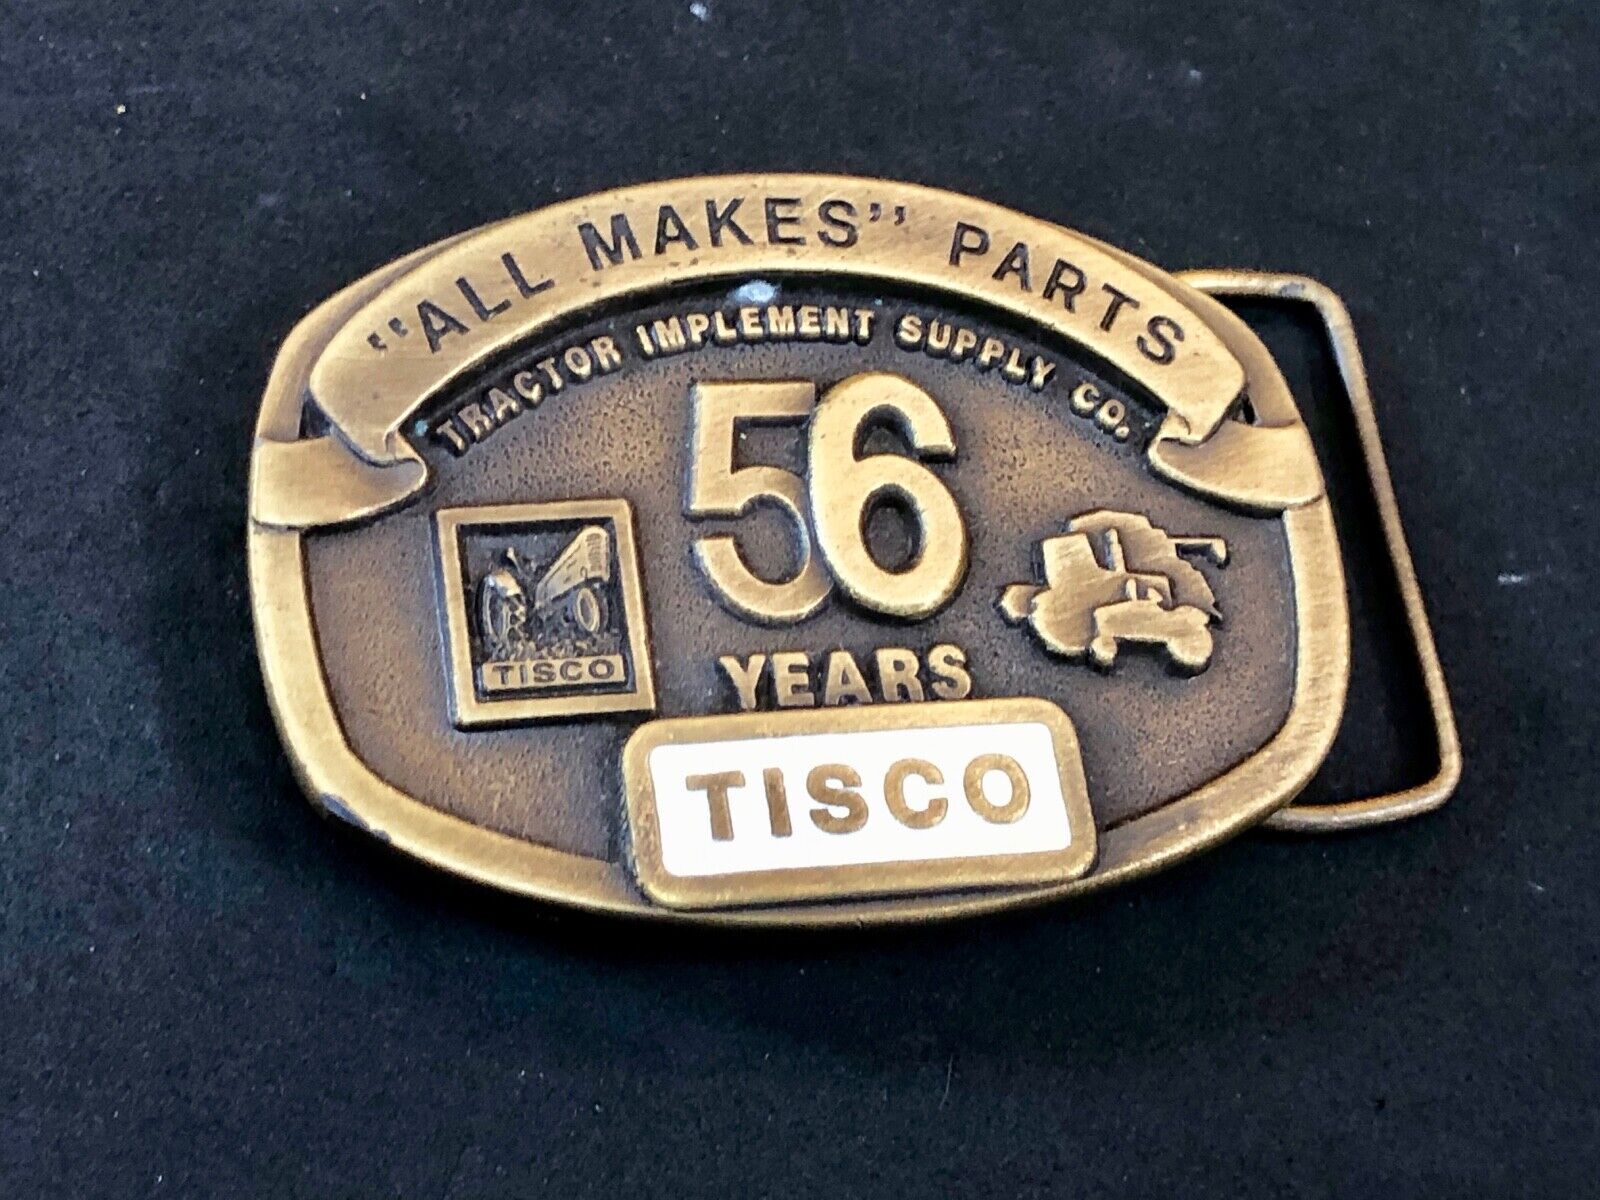 "ALL MAKES" PARTS
TRACTOR IMPLEMENT SUPPLY CO.
56
YEARS
TISCO
TISCO